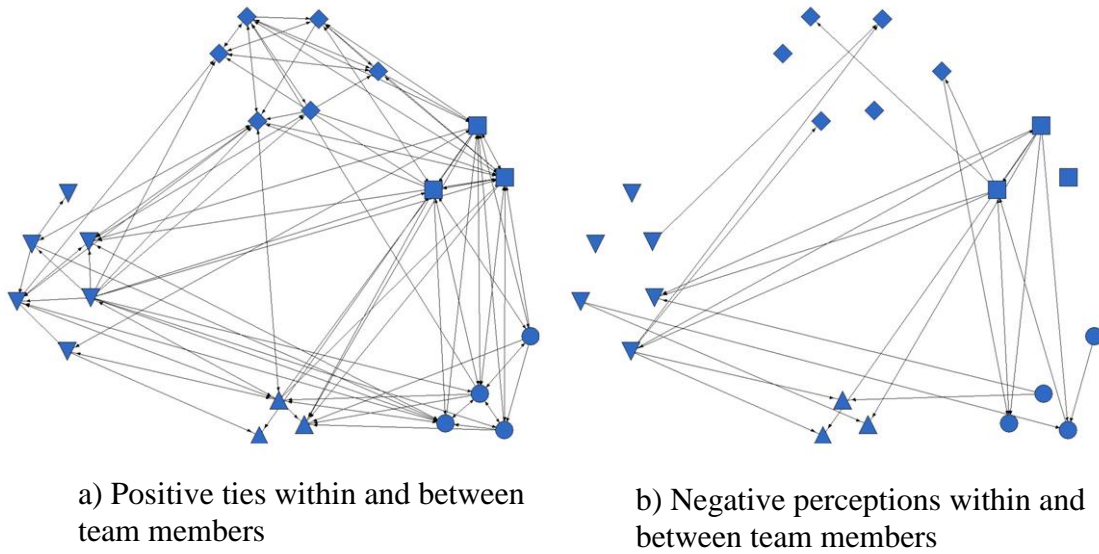 a) Positive ties within and between
team members
b) Negative perceptions within and
between team members